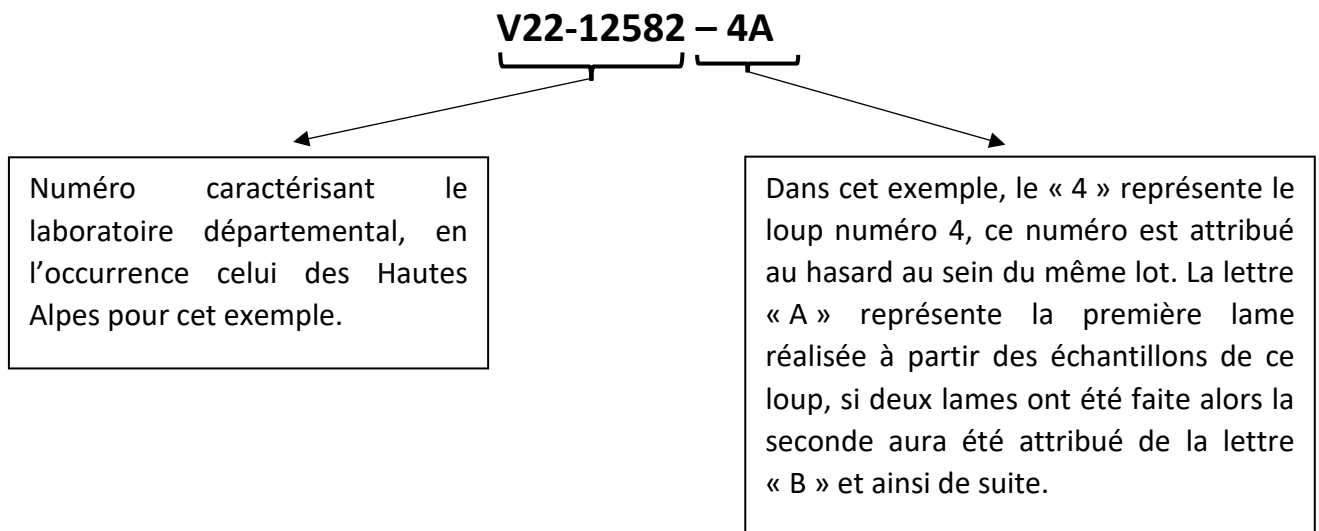 V22-12582 – 4A
Numéro caractérisant le
laboratoire départemental, en
l’occurrence celui des Hautes
Alpes pour cet exemple.
Dans cet exemple, le « 4 » représente le
loup numéro 4, ce numéro est attribué
au hasard au sein du même lot. La lettre
« A » représente la première lame
réalisée à partir des échantillons de ce
loup, si deux lames ont été faite alors la
seconde aura été attribué de la lettre
« B » et ainsi de suite.